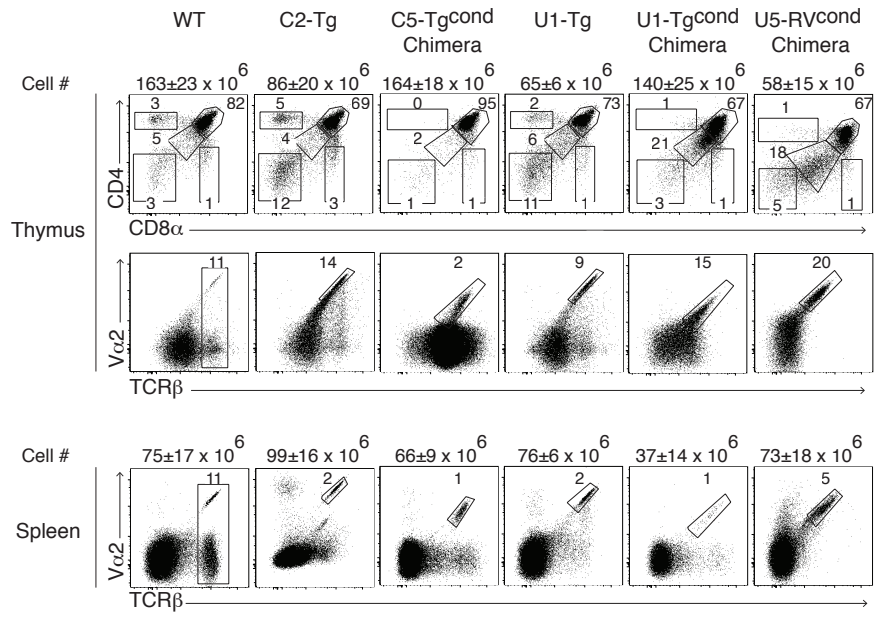 WT C2-Tg C5-Tgcond Chimera U1-Tg U1-Tgcond Chimera U5-RVcond Chimera
Cell # 163±23 x 10^6 86±20 x 10^6 164±18 x 10^6 65±6 x 10^6 140±25 x 10^6 58±15 x 10^6
3 82 5 69 0 95 2 73 1 67 1 67
5 4 2 6 21 18
3 1 12 3 1 1 11 1 3 1 5 1
CD4
CD8α
Thymus
11 14 2 9 15 20
Vα2
TCRβ
Cell # 75±17 x 10^6 99±16 x 10^6 66±9 x 10^6 76±6 x 10^6 37±14 x 10^6 73±18 x 10^6
11 2 1 2 1 5
Spleen
Vα2
TCRβ